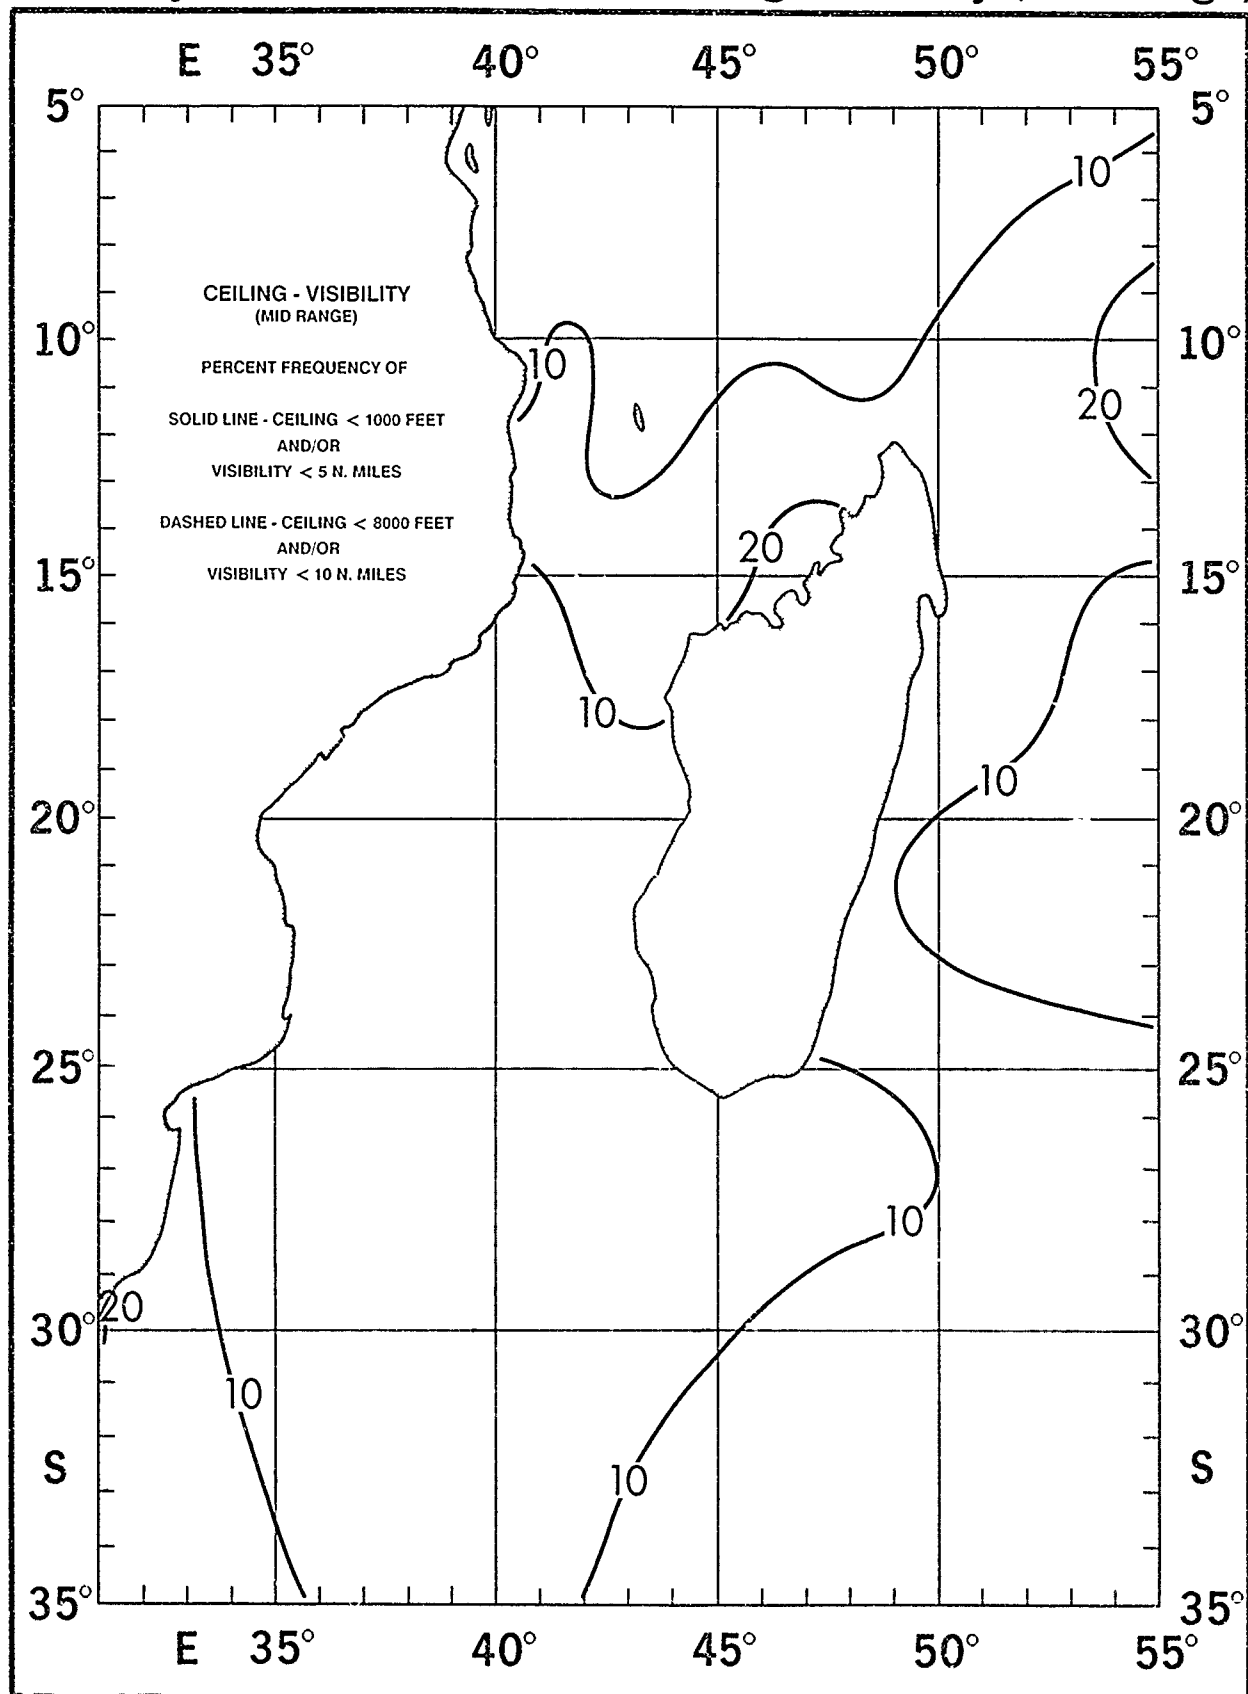 E 35° 40° 45° 50° 55°
5° 5°
10
CEILING - VISIBILITY
(MID RANGE)
10° 10 10°
PERCENT FREQUENCY OF
20
SOLID LINE - CEILING < 1000 FEET
AND/OR
VISIBILITY < 5 N. MILES
DASHED LINE - CEILING < 8000 FEET
AND/OR
20
VISIBILITY < 10 N. MILES
15° 15°
10
10
20° 20°
25° 25°
10
20
30° 30°
10
S 10 S
35° 35°
E 35° 40° 45° 50° 55°